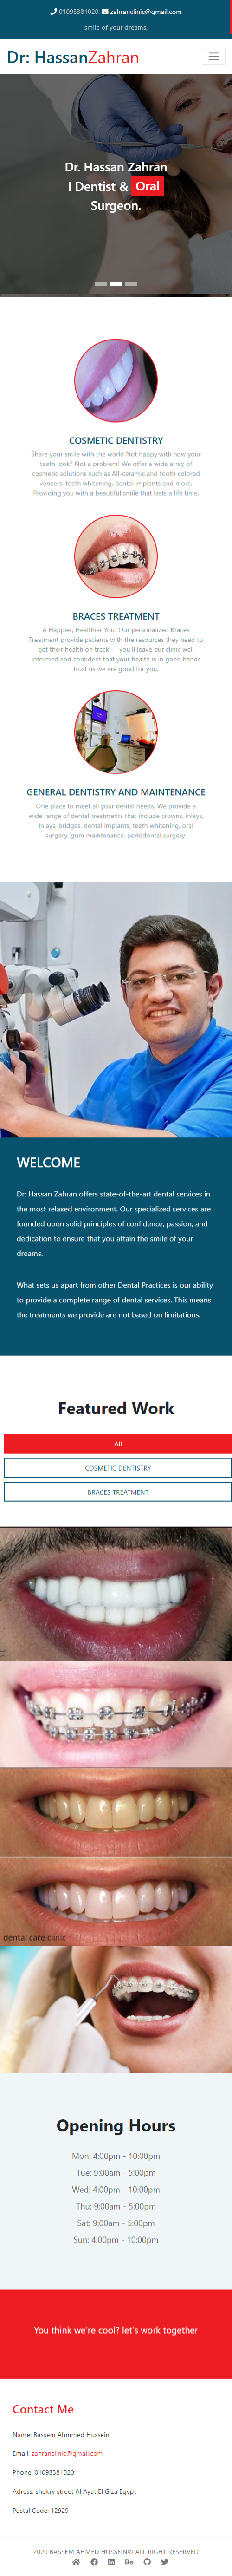 01093381020, zahranclinic@gmail.com
smile of your dreams.
Dr: HassanZahran
Dr. Hassan Zahran
l Dentist & Oral
Surgeon.
COSMETIC DENTISTRY
Share your smile with the world Not happy with how your
teeth look? Not a problem! We offer a wide array of
cosmetic solutions such as All-ceramic and tooth colored
veneers, teeth whitening, dental implants and more.
Providing you with a beautiful smile that lasts a life time.
BRACES TREATMENT
A Happier, Healthier You! Our personalized Braces
Treatment provide patients with the resources they need to
get their health on track — you'll leave our clinic well
informed and confident that your health is in good hands
trust us we are good for you.
GENERAL DENTISTRY AND MAINTENANCE
One place to meet all your dental needs. We provide a
wide range of dental treatments that include crowns, inlays,
inlays, bridges, dental implants, teeth whitening, oral
surgery, gum maintenance, periodontal surgery.
WELCOME
Dr: Hassan Zahran offers state-of-the-art dental services in
the most relaxed environment. Our specialized services are
founded upon solid principles of confidence, passion, and
dedication to ensure that you attain the smile of your
dreams.
What sets us apart from other Dental Practices is our ability
to provide a complete range of dental services. This means
the treatments we provide are not based on limitations.
Featured Work
All
COSMETIC DENTISTRY
BRACES TREATMENT
dental care clinic
Opening Hours
Mon: 4:00pm - 10:00pm
Tue: 9:00am - 5:00pm
Wed: 4:00pm - 10:00pm
Thu: 9:00am - 5:00pm
Sat: 9:00am - 5:00pm
Sun: 4:00pm - 10:00pm
You think we're cool? let's work together
Contact Me
Name: Bassem Ahmmed Hussein
Email: zahranclinic@gmail.com
Phone: 01093381020
Adress: shokry street Al Ayat El Giza Egypt
Postal Code: 12929
2020 BASSEM AHMED HUSSEIN© ALL RIGHT RESERVED
Bē